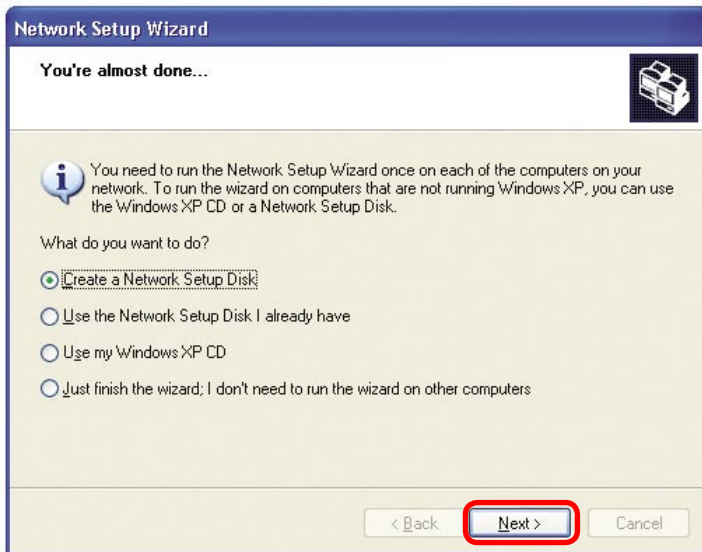 Network Setup Wizard
You're almost done...
You need to run the Network Setup Wizard once on each of the computers on your
network. To run the wizard on computers that are not running Windows XP, you can use
the Windows XP CD or a Network Setup Disk.
What do you want to do?
Create a Network Setup Disk
Use the Network Setup Disk I already have
Use my Windows XP CD
Just finish the wizard; I don't need to run the wizard on other computers
< Back Next > Cancel